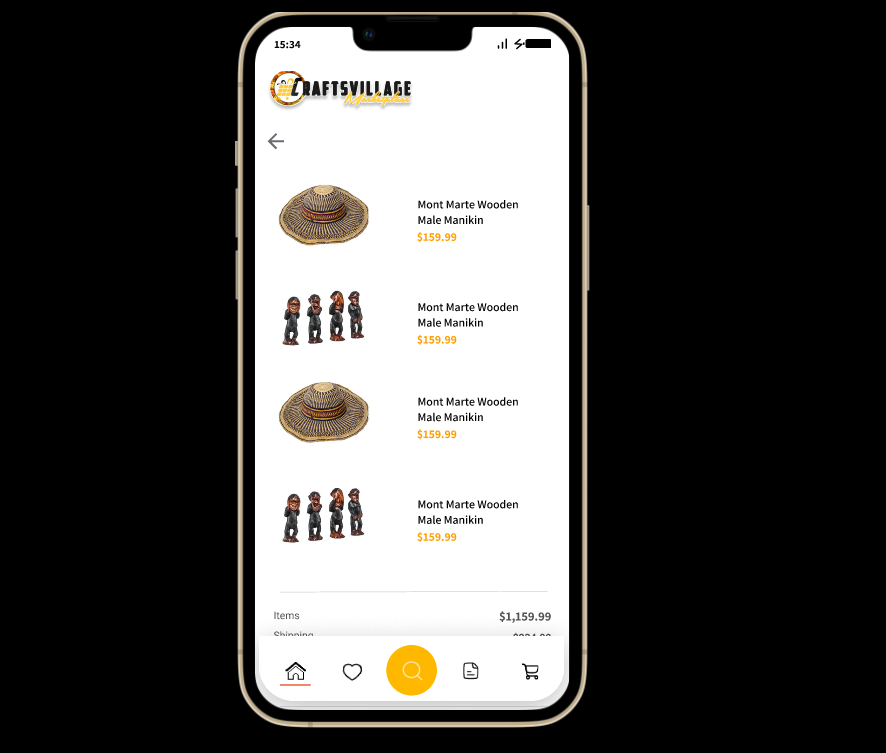 15:34
CRAFTSVILLAGE
Marketplace
Mont Marte Wooden
Male Manikin
$159.99
Mont Marte Wooden
Male Manikin
$159.99
Mont Marte Wooden
Male Manikin
$159.99
Mont Marte Wooden
Male Manikin
$159.99
Items $1,159.99
Shipping